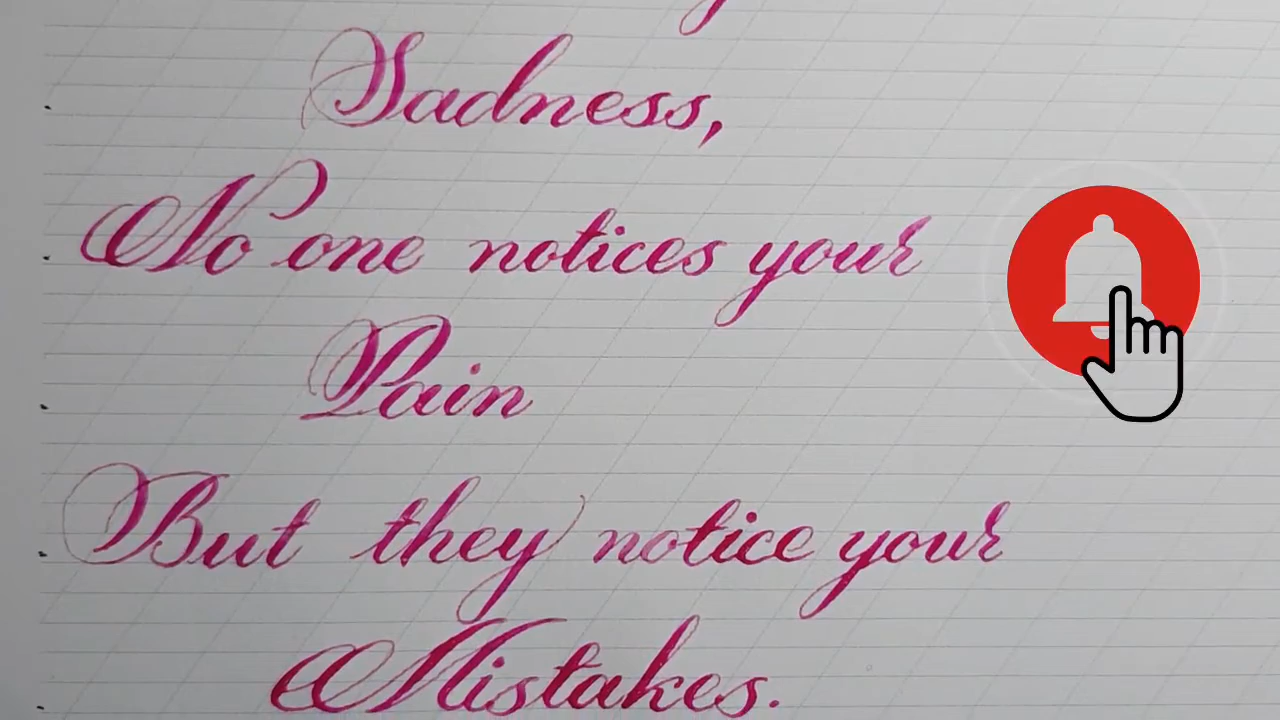 Sadness,
No one notices your
Pain
But they notice your
Mistakes.